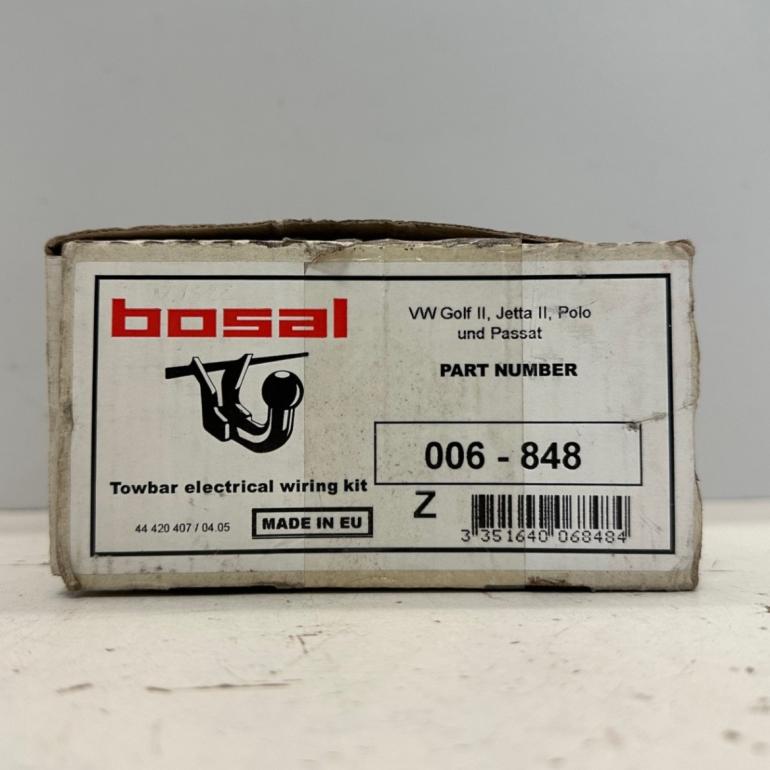 bosal
VW Golf II, Jetta II, Polo
und Passat
PART NUMBER
006 - 848
Towbar electrical wiring kit
Z
44 420 407 / 04.05
MADE IN EU
3 351640 068484